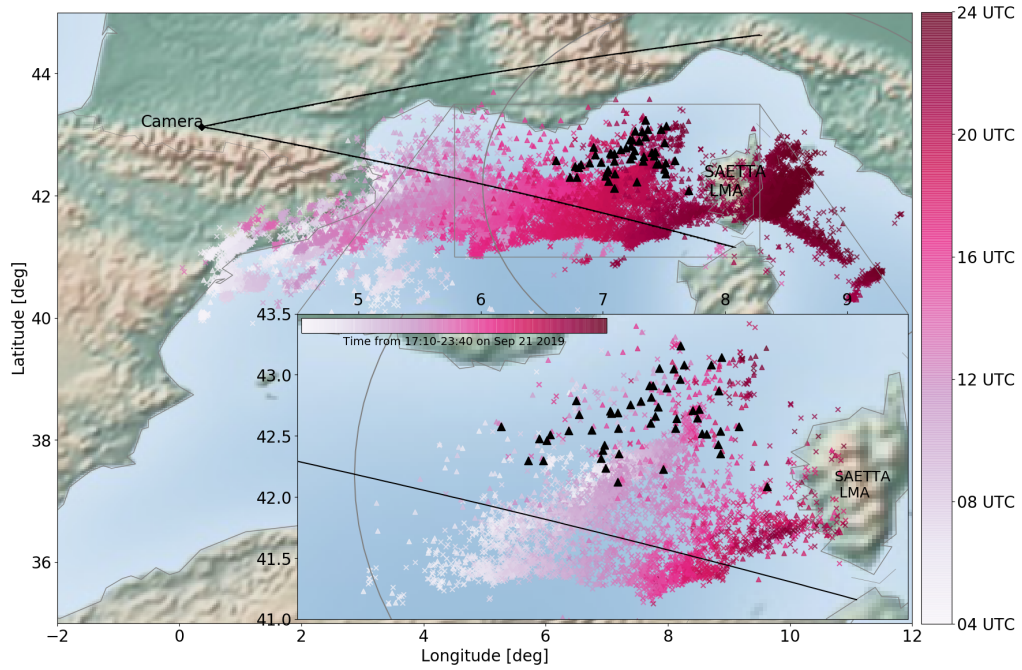 24 UTC
44
Camera
20 UTC
42
SAETTA
LMA
16 UTC
Latitude [deg]
40
5
6
7
8
9
43.5
Time from 17:10-23:40 on Sep 21 2019
12 UTC
43.0
38
42.5
SAETTA
LMA
42.0
08 UTC
36
41.5
41.0
04 UTC
−2
0
2
4
6
8
10
12
Longitude [deg]